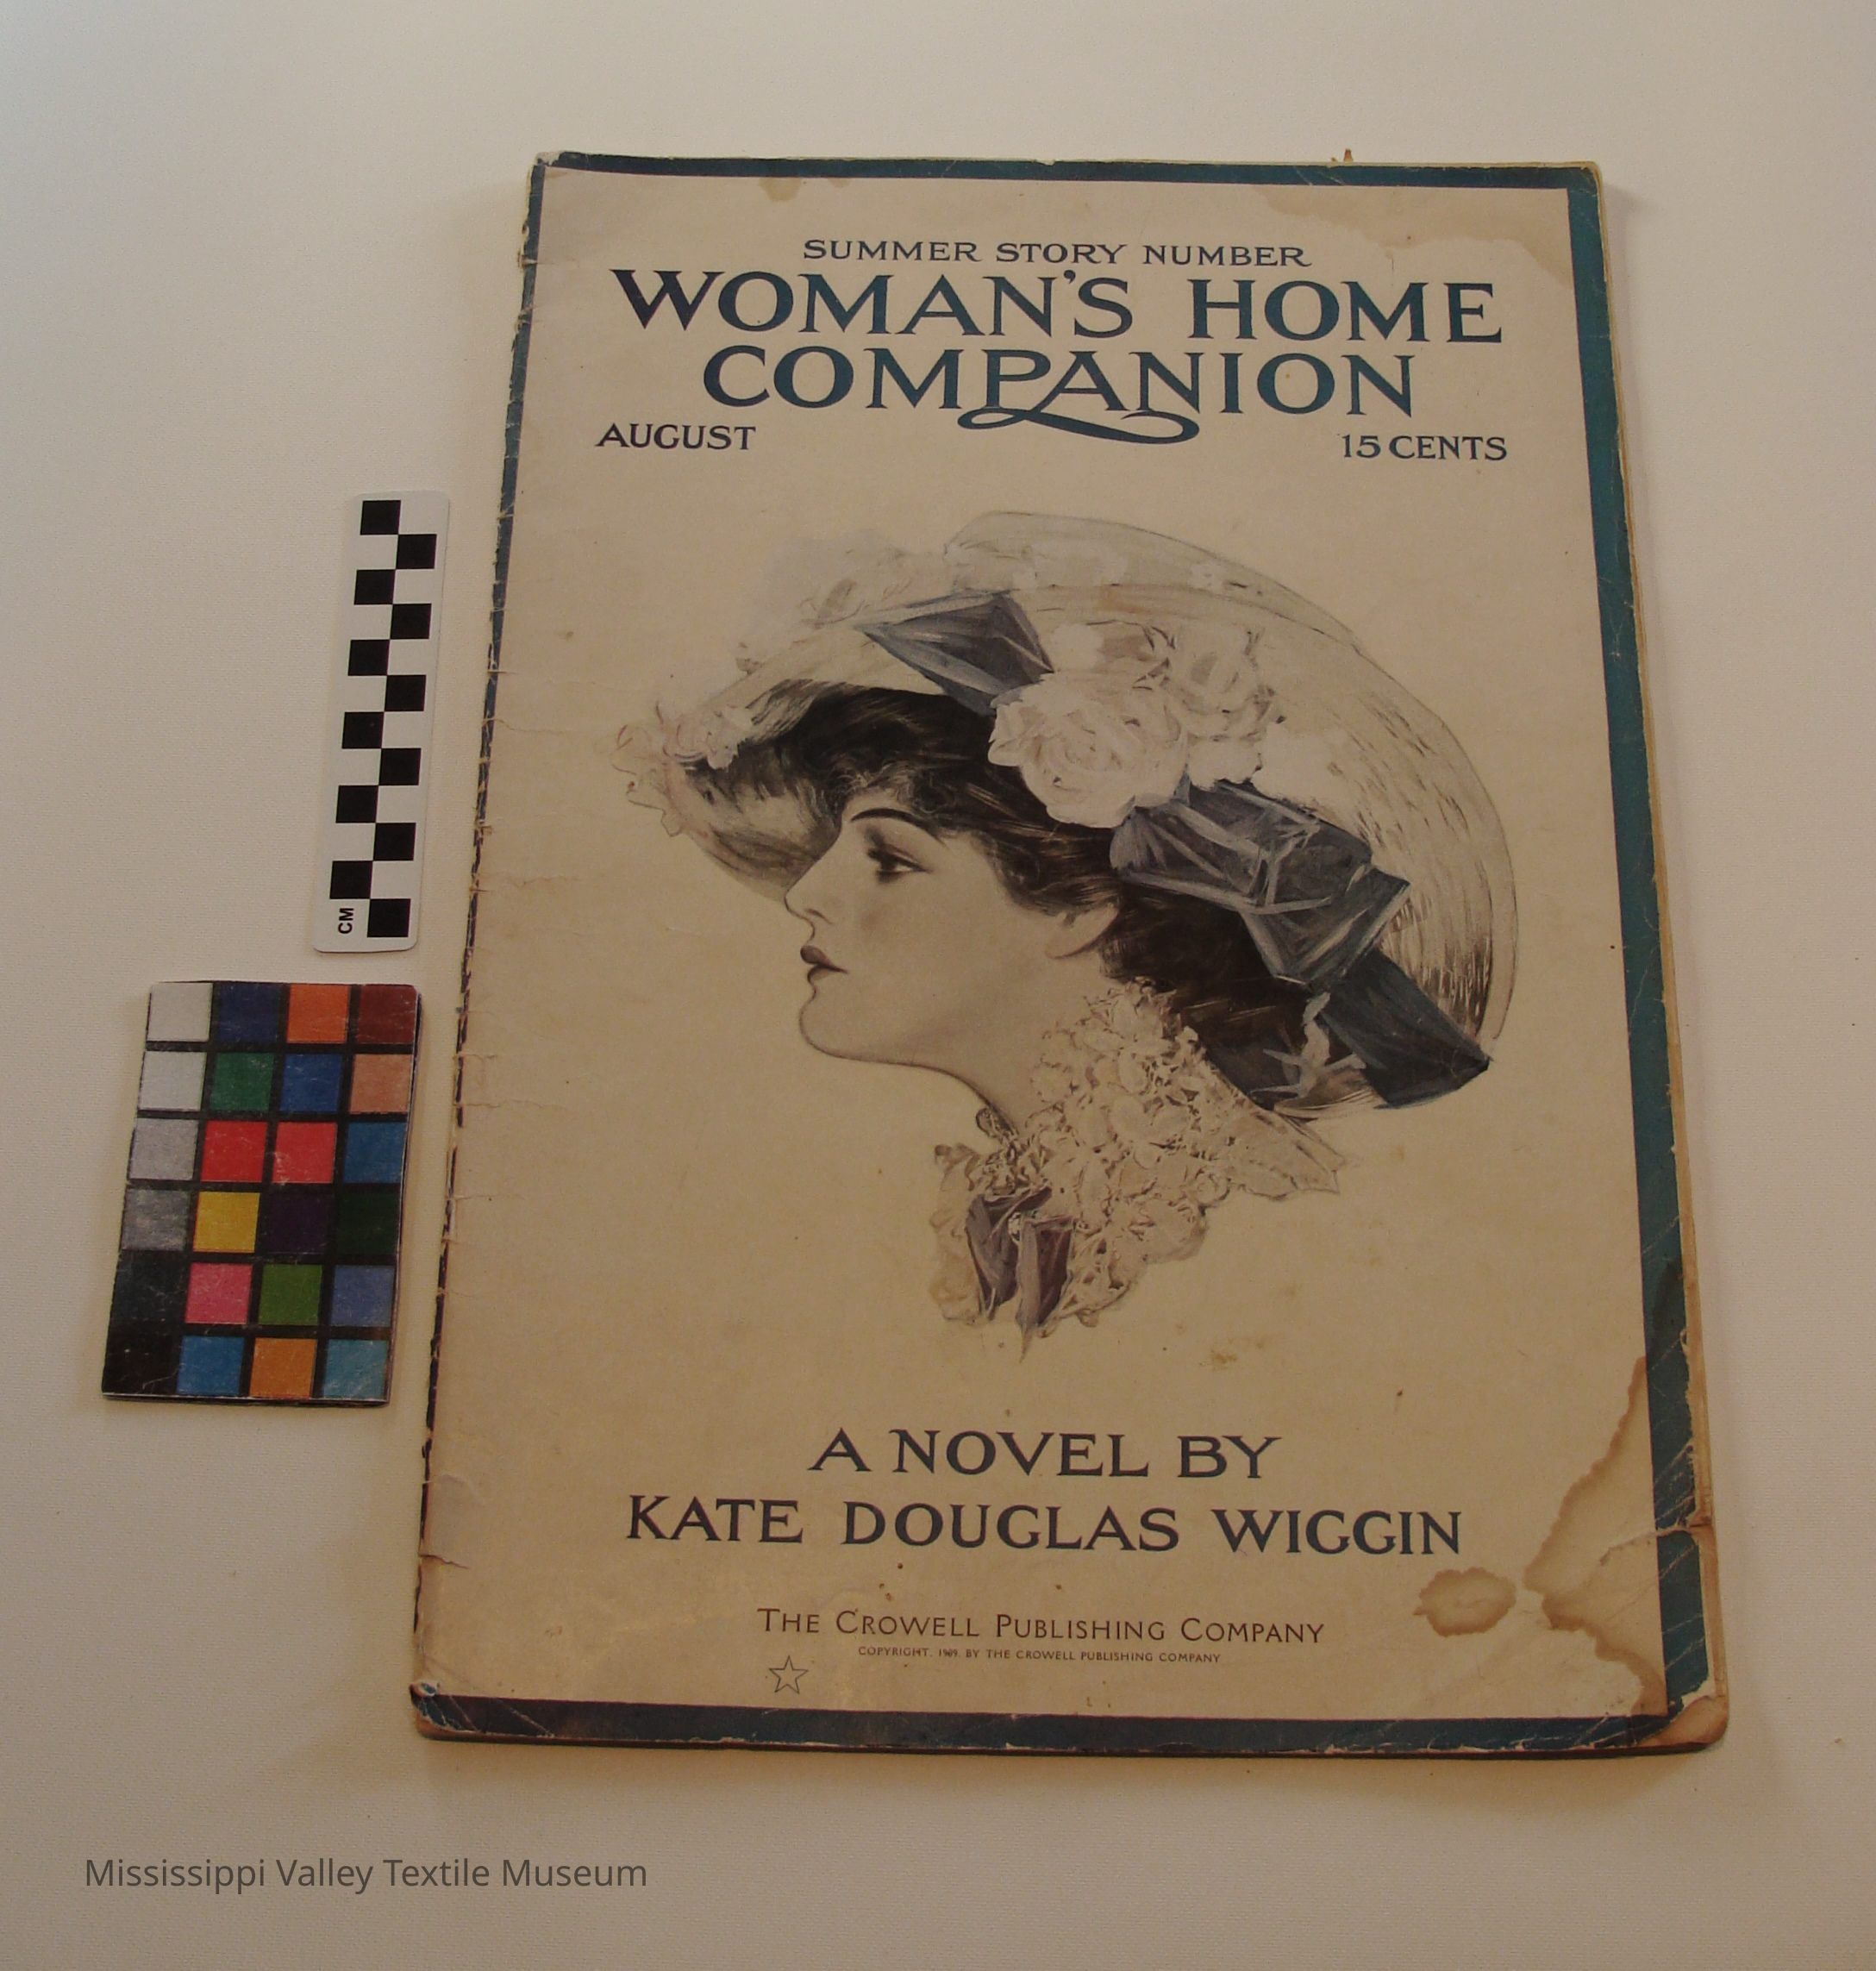 SUMMER STORY NUMBER
WOMAN'S HOME
COMPANION
AUGUST
15 CENTS
CM
A NOVEL BY
KATE DOUGLAS WIGGIN
THE CROWELL PUBLISHING COMPANY
COPYRIGHT, 1909, BY THE CROWELL PUBLISHING COMPANY
Mississippi Valley Textile Museum